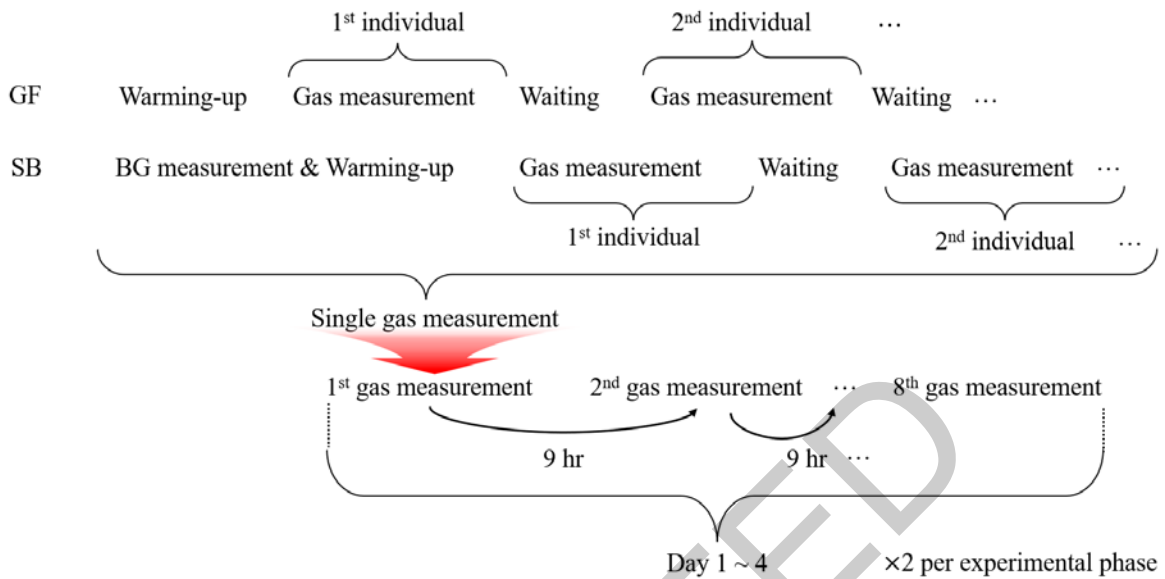 1st individual 2nd individual ⋯
GF Warming-up Gas measurement Waiting Gas measurement Waiting ⋯
SB BG measurement & Warming-up Gas measurement Waiting Gas measurement ⋯
1st individual 2nd individual ⋯
Single gas measurement
1st gas measurement 2nd gas measurement ⋯ 8th gas measurement
9 hr 9 hr ⋯
Day 1 ~ 4 ×2 per experimental phase